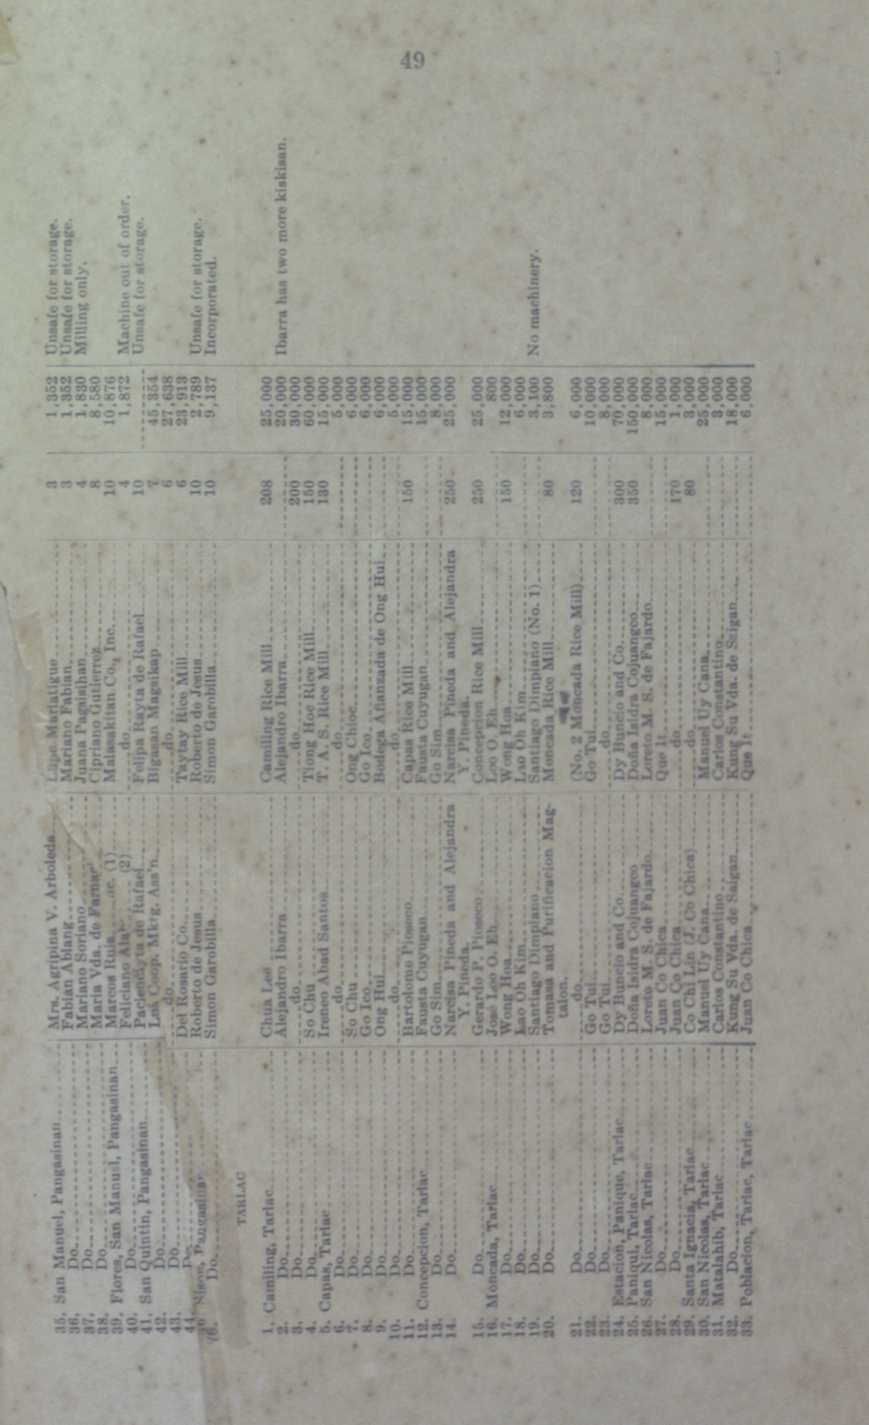 49
35. San Manuel, Pangasinan Mrs. Agripina V. Arboleda Lupe Mariatigue 3 1,352 Unsafe for storage.
36. Do. Fabian Ablang Mariano Fabian 3 1,352 Unsafe for storage.
37. Do. Mariano Soriano Juana Paguisihan 4 1,830 Milling only.
38. Do. Maria Vda. de Cipriano Gutierrez 8 8,580
39. Flores, San Manuel, Pangasinan Marcos Ruiz (1) Malasakitan Co., Inc. 10 10,876
40. Do. Feliciano (2) do. 4 1,872 Machine out of order.
41. San Quintin, Pangasinan de Rafael Felipa Rayta de Rafael 10 Unsafe for storage.
42. Do. Coop. Mktg. Ass'n. Bigasan Magsikap 7 45,354
43. Do. do. do. 6 27,638
44. Do. Del Rosario Co. Taytay Rice Mill 6 23,913
Pangasinan Roberto de Jesus Roberto de Jesus 10 2,789 Unsafe for storage.
Do. Simon Garobilla Simon Garobilla 10 9,137 Incorporated.
TARLAC
1. Camiling, Tarlac Chua Lee Camiling Rice Mill 208 25,000
2. Do. Alejandro Ibarra Alejandro Ibarra 20,000 Ibarra has two more kiskisan.
3. Do. do. do. 200 30,000
4. Do. So Chu Tiong Hoe Rice Mill 150 60,000
5. Capas, Tarlac Ireneo Abad Santos T. A. S. Rice Mill 130 15,000
6. Do. do. do. 5,000
7. Do. So Chu Ong Chioc 6,000
8. Do. Go Ico Go Ico 6,000
9. Do. Ong Hui Bodega Afianzada de Ong Hui 6,000
10. Do. do. do. 5,000
11. Do. Bartolome Pioseco Capas Rice Mill 150 15,000
12. Concepcion, Tarlac Fausta Cuyugan Fausta Cuyugan 15,000
13. Do. Go Sim Go Sim 8,000
14. Do. Narcisa Pineda and Alejandra Narcisa Pineda and Alejandra 250 25,000
Y. Pineda. Y. Pineda.
15. Do. Gerardo P. Pioseco Concepcion Rice Mill 250 25,000
16. Moncada, Tarlac José Leo O. Eh Leo O. Eh 800
17. Do. Wong Hoa Wong Hoa 150 12,000
18. Do. Lao Oh Kim Lao Oh Kim 6,000
19. Do. Santiago Dimpiano Santiago Dimpiano (No. 1) 3,100 No machinery.
20. Do. Tomasa and Purificacion Mag- Moncada Rice Mill 80 3,800
talon.
21. Do. do. (No. 2 Moncada Rice Mill) 120 6,000
22. Do. Go Tui Go Tui 10,000
23. Do. Go Tui do. 8,000
24. Estacion, Panique, Tarlac Dy Buncio and Co. Dy Buncio and Co. 300 70,000
25. Paniqui, Tarlac Doña Isidra Cojuangco Doña Isidra Cojuangco 350 150,000
26. San Nicolas, Tarlac Loreto M. S. de Fajardo Loreto M. S. de Fajardo 8,000
27. Do. Juan Co Chica Que It 15,000
28. Do. Juan Co Chica do. 170 1,000
29. Santa Ignacia, Tarlac Co Chi Lin (J. Co Chica) do. 80 3,000
30. San Nicolas, Tarlac Manuel Uy Cana Manuel Uy Cana 25,000
31. Matalahib, Tarlac Carlos Constantino Carlos Constantino 3,000
32. Do. Kung Su Vda. de Saigan Kung Su Vda. de Saigan 18,000
33. Poblacion, Tarlac, Tarlac Juan Co Chica Que It 6,000